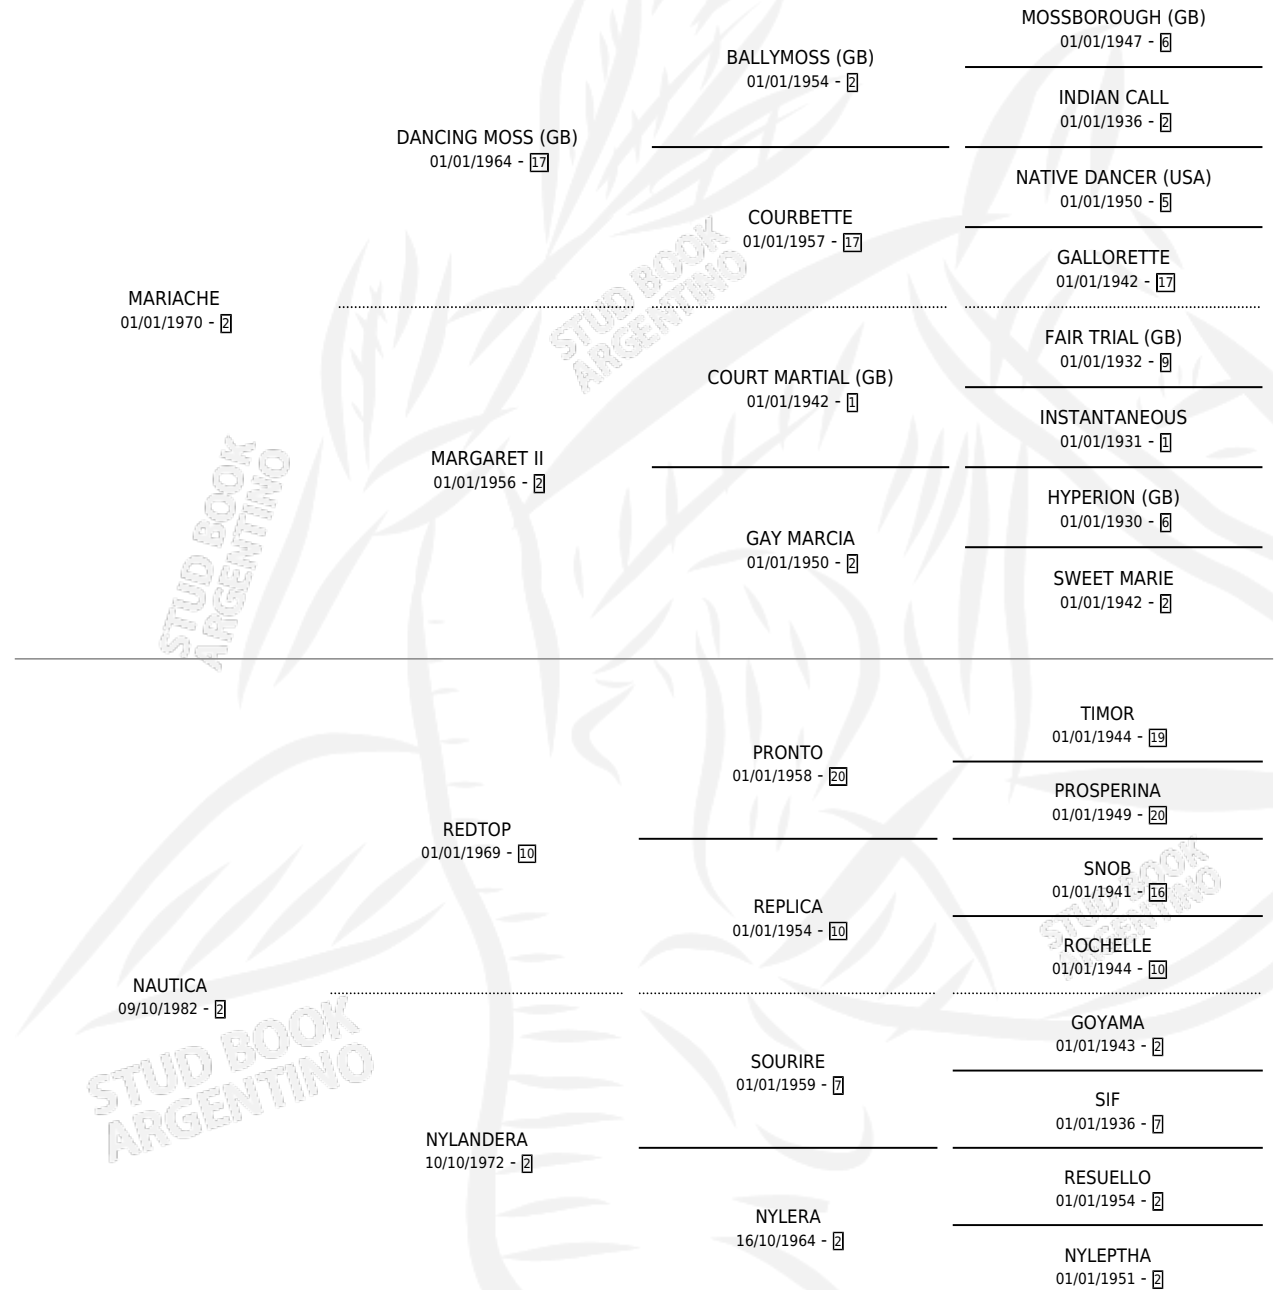 MOSSBOROUGH (GB)
01/01/1947 - 6
BALLYMOSS (GB)
01/01/1954 - 2
INDIAN CALL
01/01/1936 - 2
DANCING MOSS (GB)
01/01/1964 - 17
NATIVE DANCER (USA)
01/01/1950 - 5
COURBETTE
01/01/1957 - 17
GALLORETTE
01/01/1942 - 17
MARIACHE
01/01/1970 - 2
FAIR TRIAL (GB)
01/01/1932 - 9
COURT MARTIAL (GB)
01/01/1942 - 1
INSTANTANEOUS
01/01/1931 - 1
MARGARET II
01/01/1956 - 2
HYPERION (GB)
01/01/1930 - 6
GAY MARCIA
01/01/1950 - 2
SWEET MARIE
01/01/1942 - 2
TIMOR
01/01/1944 - 19
PRONTO
01/01/1958 - 20
PROSPERINA
01/01/1949 - 20
REDTOP
01/01/1969 - 10
SNOB
01/01/1941 - 16
REPLICA
01/01/1954 - 10
ROCHELLE
01/01/1944 - 10
NAUTICA
09/10/1982 - 2
GOYAMA
01/01/1943 - 2
SOURIRE
01/01/1959 - 7
SIF
01/01/1936 - 7
NYLANDERA
10/10/1972 - 2
RESUELLO
01/01/1954 - 2
NYLERA
16/10/1964 - 2
NYLEPTHA
01/01/1951 - 2
STUD BOOK
ARGENTINO
STUD BOOK
ARGENTINO
STUD BOOK
ARGENTINO
STUD BOOK
ARGENTINO